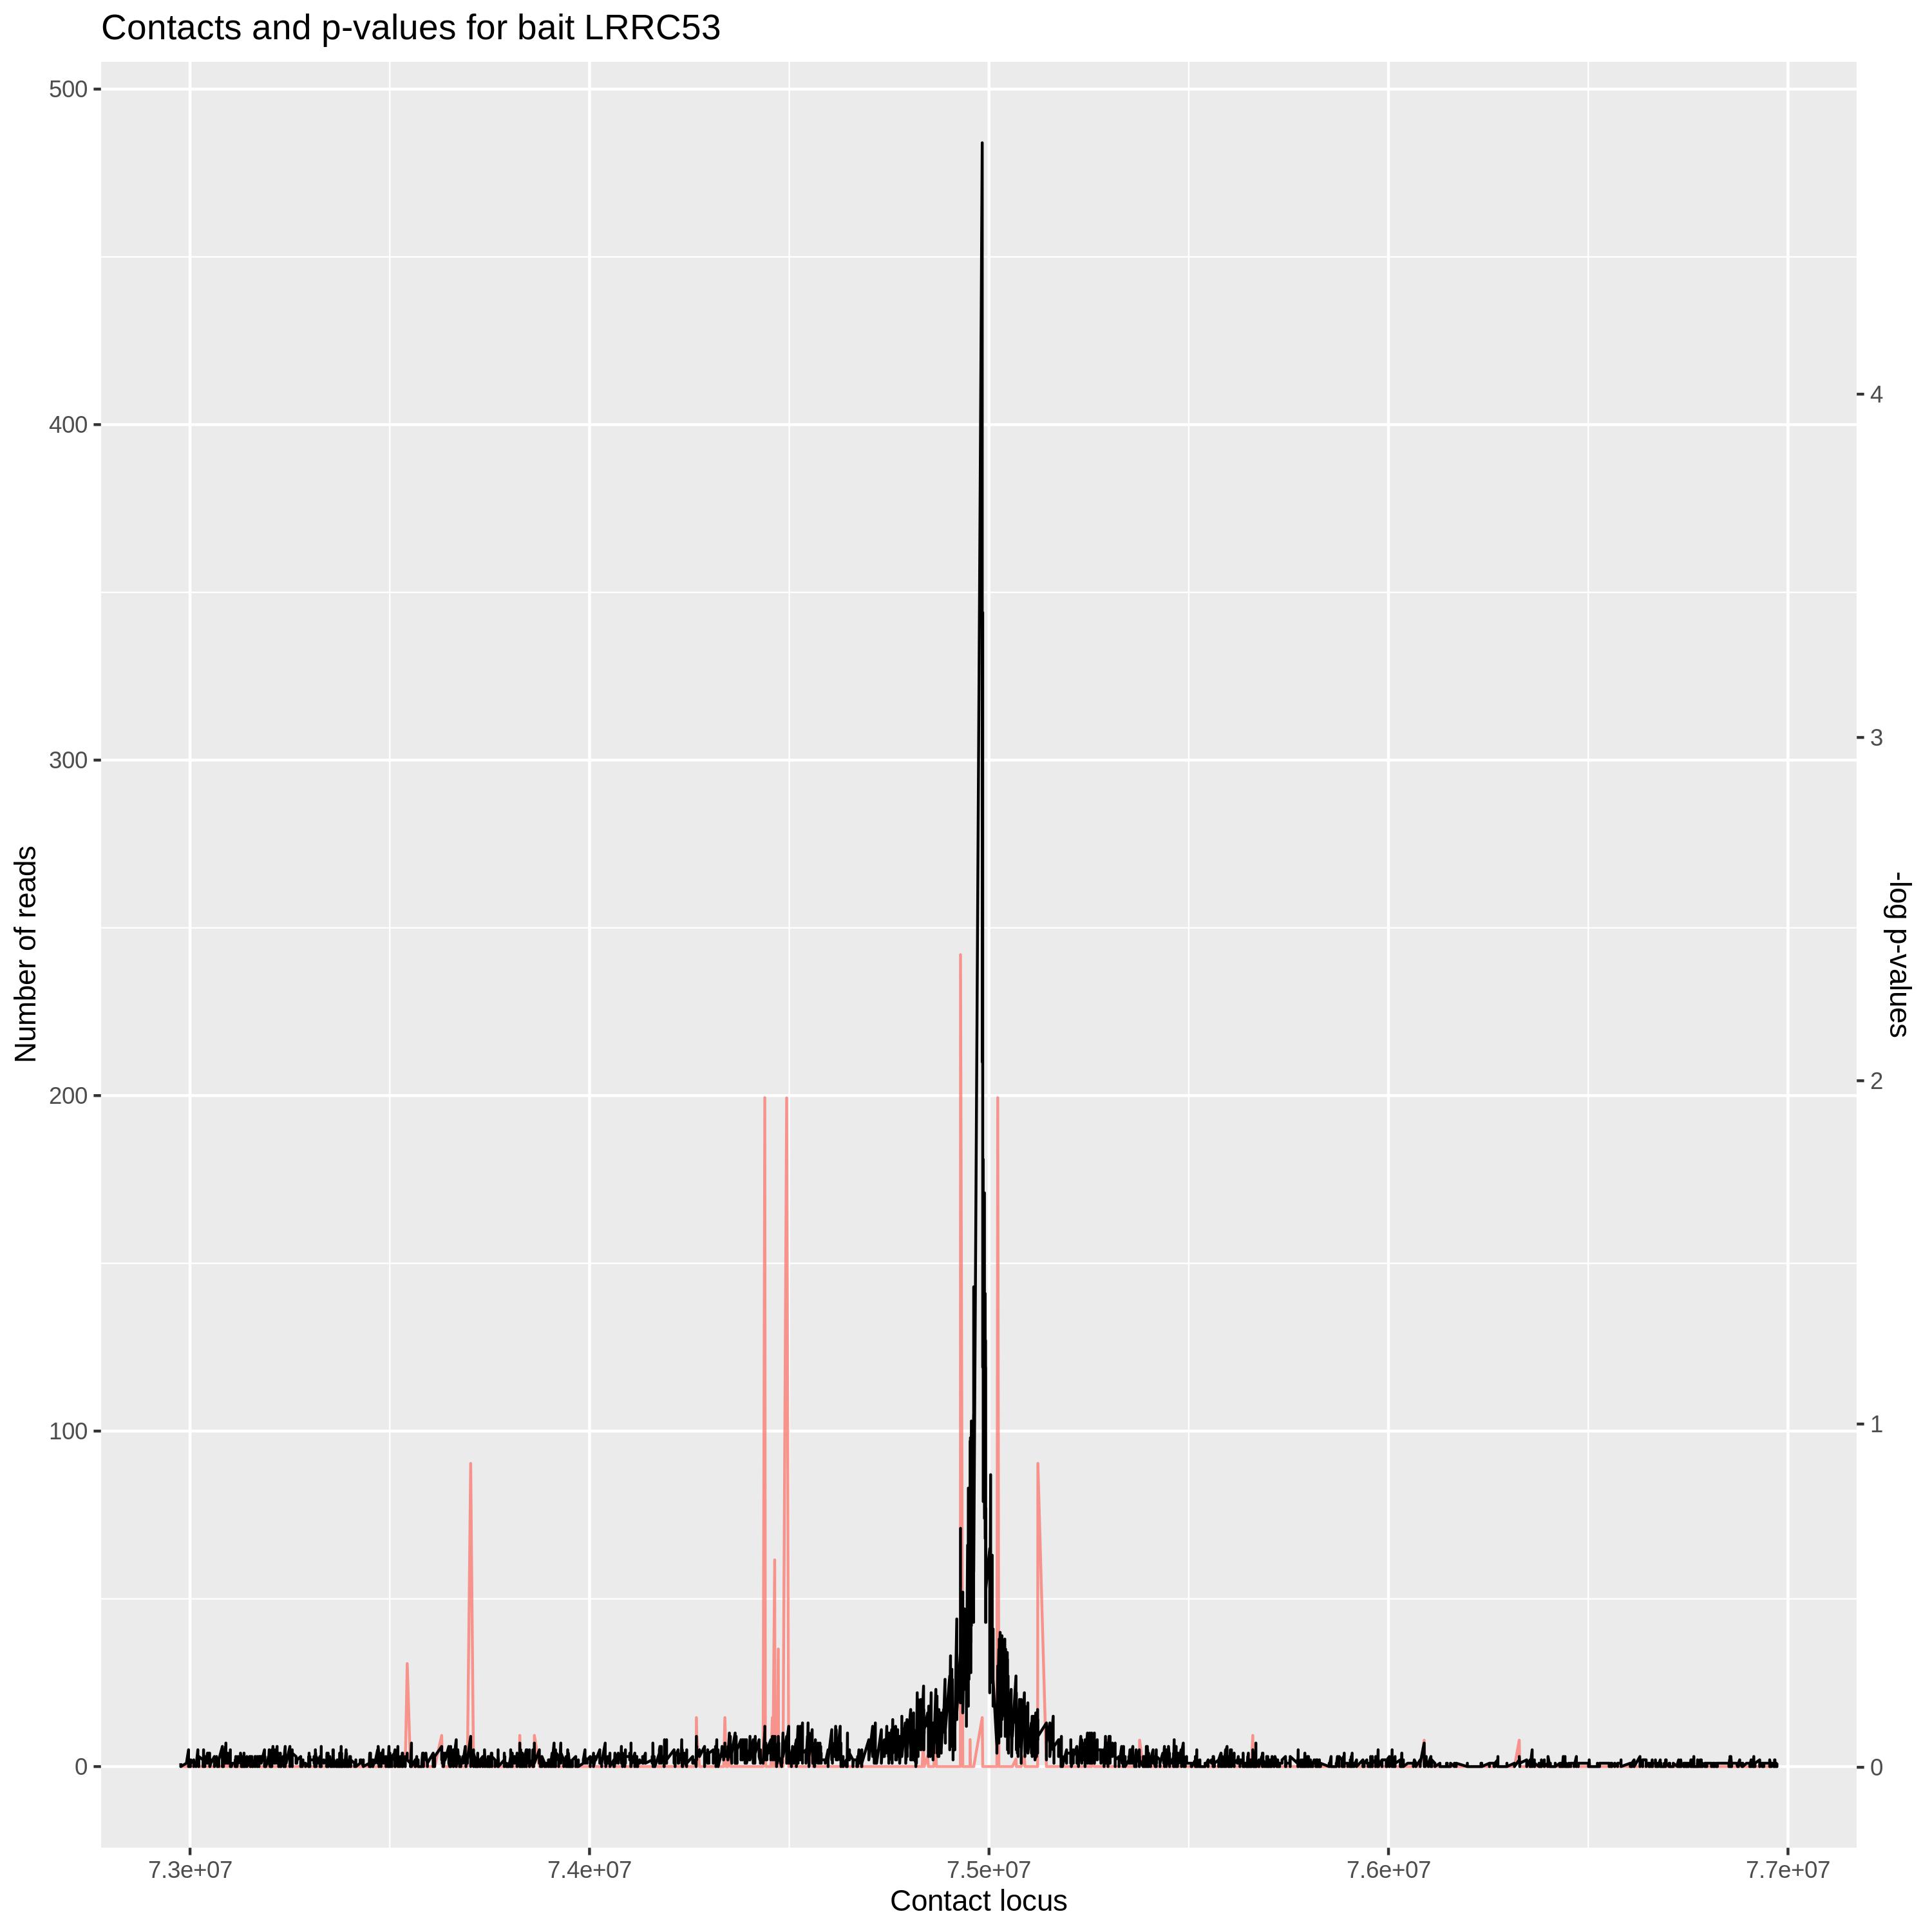 Contacts and p-values for bait LRRC53
500
400
300
200
100
0
Number of reads
4
3
2
1
0
-log p-values
7.3e+07
7.4e+07
7.5e+07
7.6e+07
7.7e+07
Contact locus